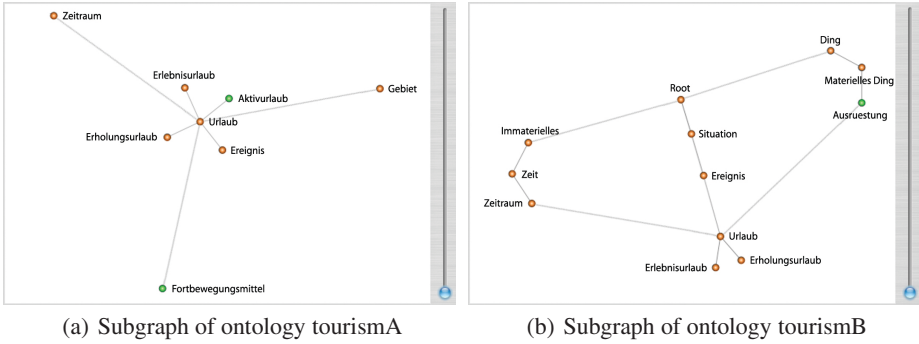 Zeitraum
Erlebnisurlaub
Aktivurlaub
Gebiet
Urlaub
Erholungsurlaub
Ereignis
Fortbewegungsmittel
(a) Subgraph of ontology tourismA
Ding
Materielles Ding
Root
Ausruestung
Immaterielles
Situation
Zeit
Ereignis
Zeitraum
Urlaub
Erlebnisurlaub
Erholungsurlaub
(b) Subgraph of ontology tourismB